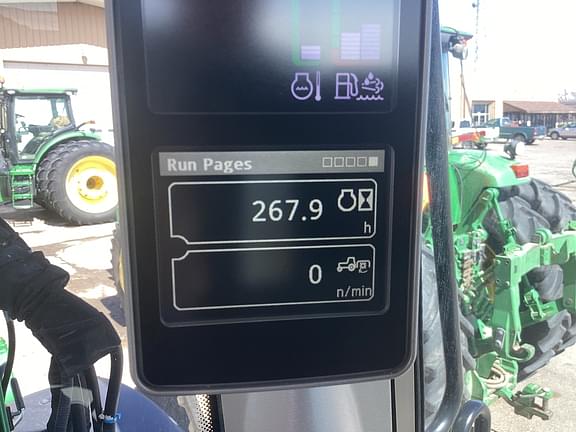 Run Pages
267.9
h
0
n/min